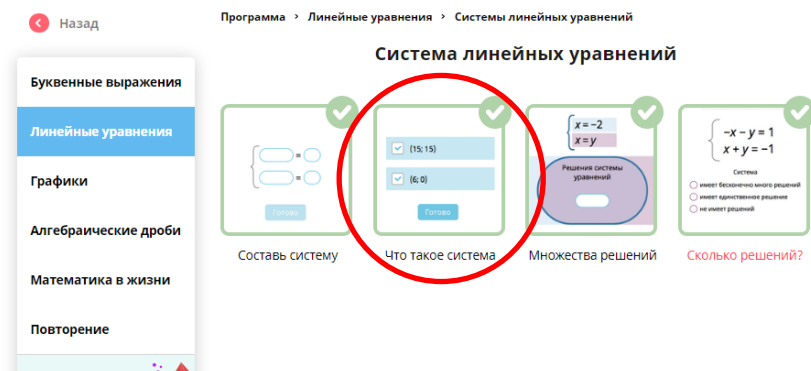 Назад
Программа > Линейные уравнения > Системы линейных уравнений
Система линейных уравнений
Буквенные выражения
Линейные уравнения
Графики
Алгебраические дроби
Математика в жизни
Повторение
=
=
Готово
Составь систему
(15; 15)
(6; 0)
Готово
Что такое система
x = −2
x = y
Решения системы
уравнений
Множества решений
−x − y = 1
x + y = −1
Система
имеет бесконечно много решений
имеет единственное решение
не имеет решений
Сколько решений?